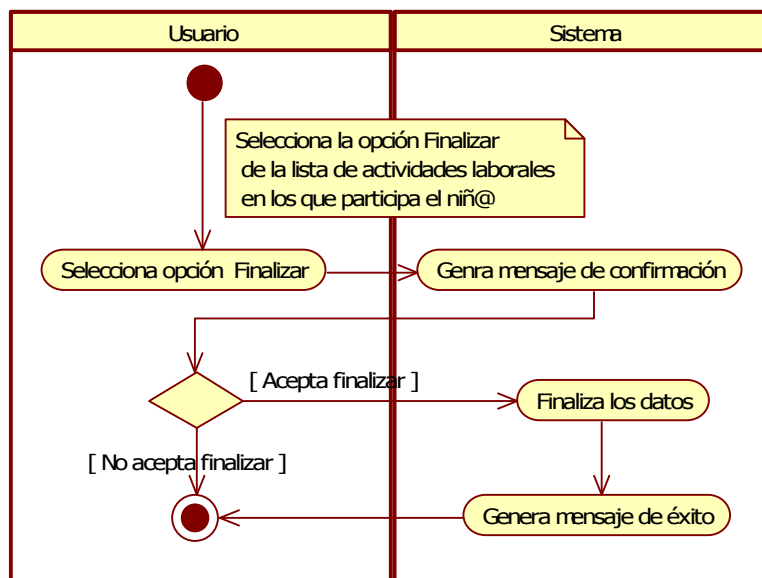 Usuario
Sistema
Selecciona la opción Finalizar
de la lista de actividades laborales
en los que participa el niñ@
Selecciona opción Finalizar
Genra mensaje de confirmación
[ Acepta finalizar ]
Finaliza los datos
[ No acepta finalizar ]
Genera mensaje de éxito